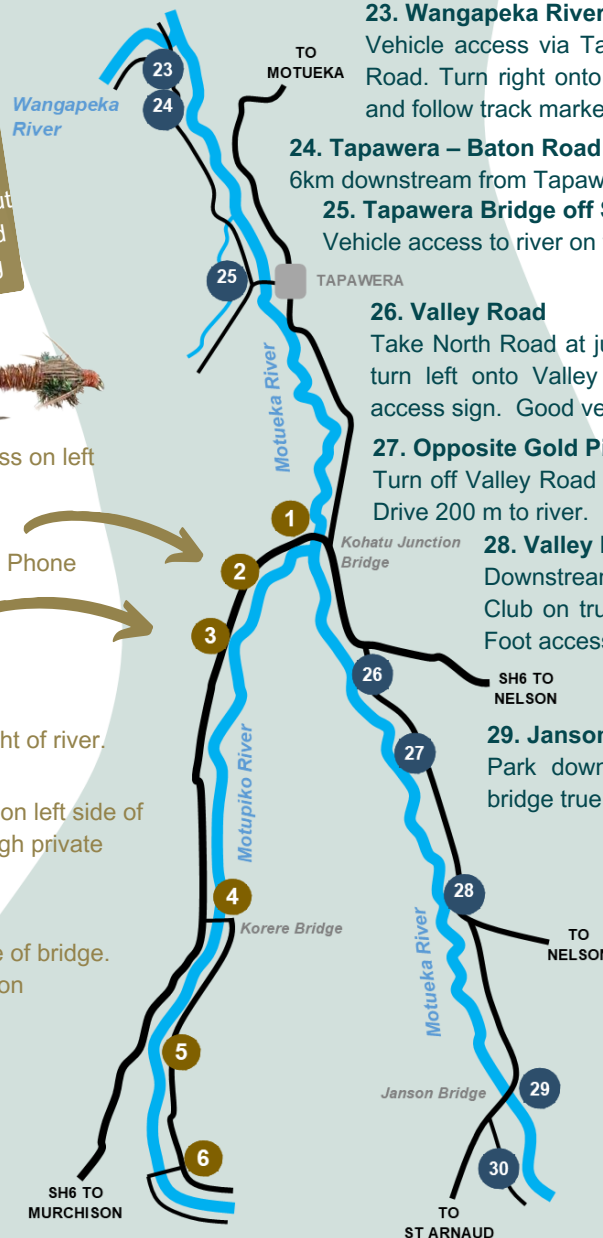 23. Wangapeka River
Vehicle access via Ta
Road. Turn right onto
and follow track marke
24. Tapawera – Baton Road
6km downstream from Tapaw
25. Tapawera Bridge off S
Vehicle access to river on
26. Valley Road
Take North Road at ju
turn left onto Valley
access sign. Good ve
27. Opposite Gold Pi
Turn off Valley Road
Drive 200 m to river.
28. Valley
Downstream
Club on tru
Foot access
29. Janson
Park down
bridge true
ss on left
Phone
ht of river.
on left side of
gh private
e of bridge.
on
TO
MOTUEKA
Wangapeka
River
23
24
25
TAPAWERA
Motueka River
1
Kohatu Junction
Bridge
2
3
26
SH6 TO
NELSON
27
Motupiko River
4
Korere Bridge
28
TO
NELSON
Motueka River
5
Janson Bridge
29
6
30
SH6 TO
MURCHISON
TO
ST ARNAUD